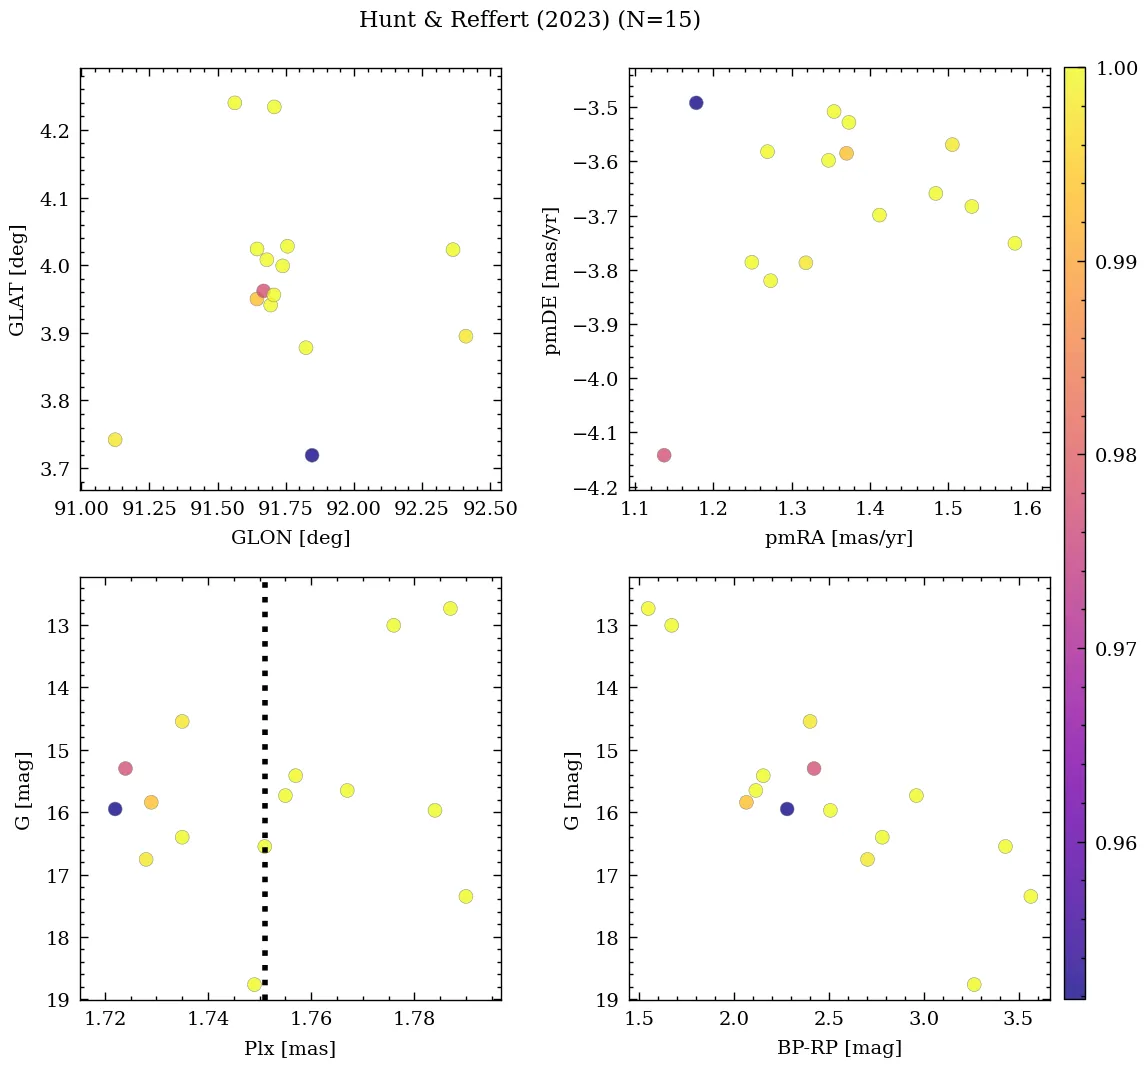 Hunt & Reffert (2023) (N=15)
4.2
4.1
4.0
3.9
3.8
3.7
GLAT [deg]
91.00 91.25 91.50 91.75 92.00 92.25 92.50
GLON [deg]
−3.5
−3.6
−3.7
−3.8
−3.9
−4.0
−4.1
−4.2
pmDE [mas/yr]
1.1 1.2 1.3 1.4 1.5 1.6
pmRA [mas/yr]
13
14
15
16
17
18
19
G [mag]
1.72 1.74 1.76 1.78
Plx [mas]
13
14
15
16
17
18
19
G [mag]
1.5 2.0 2.5 3.0 3.5
BP-RP [mag]
1.00
0.99
0.98
0.97
0.96